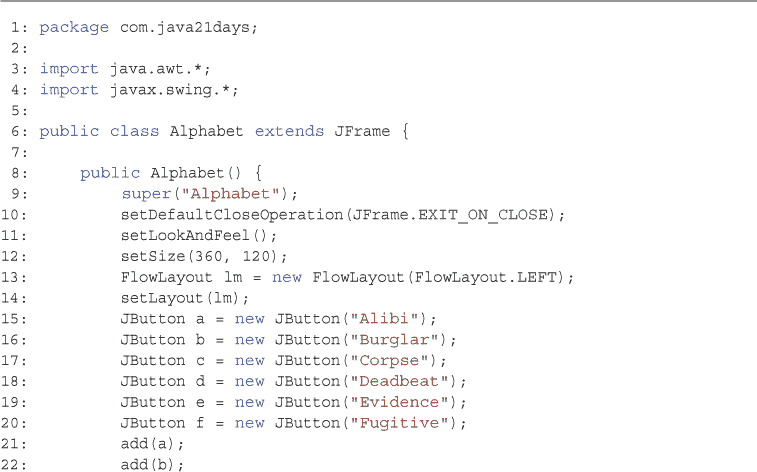 1: package com.java21days;
2:
3: import java.awt.*;
4: import javax.swing.*;
5:
6: public class Alphabet extends JFrame {
7:
8:     public Alphabet() {
9:         super("Alphabet");
10:         setDefaultCloseOperation(JFrame.EXIT_ON_CLOSE);
11:         setLookAndFeel();
12:         setSize(360, 120);
13:         FlowLayout lm = new FlowLayout(FlowLayout.LEFT);
14:         setLayout(lm);
15:         JButton a = new JButton("Alibi");
16:         JButton b = new JButton("Burglar");
17:         JButton c = new JButton("Corpse");
18:         JButton d = new JButton("Deadbeat");
19:         JButton e = new JButton("Evidence");
20:         JButton f = new JButton("Fugitive");
21:         add(a);
22:         add(b);